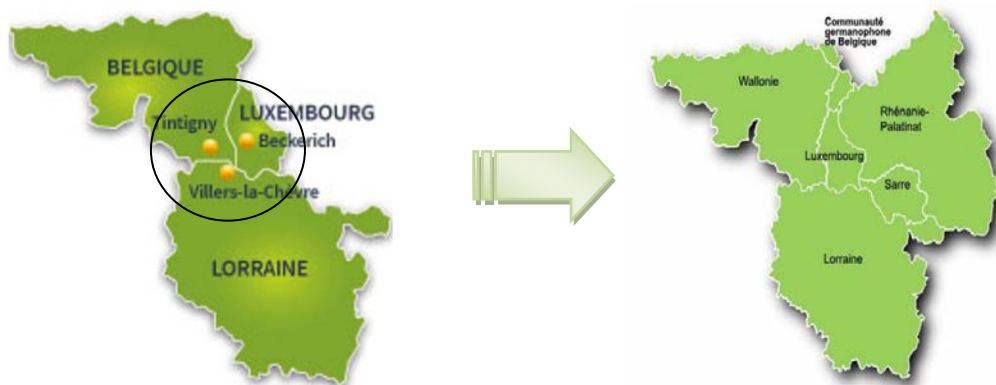 BELGIQUE
LUXEMBOURG
Tintigny
Beckerich
Villers-la-Chèvre
LORRAINE
Communauté
germanophone
de Belgique
Wallonie
Rhénanie-
Palatinat
Luxembourg
Sarre
Lorraine